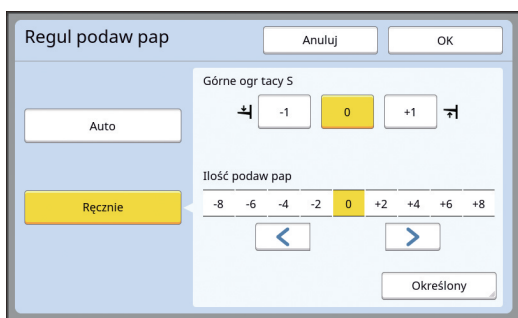 Regul podaw pap
Anuluj
OK
Górne ogr tacy S
Auto
-1
0
+1
Ilość podaw pap
Ręcznie
-8 -6 -4 -2 0 +2 +4 +6 +8
Określony